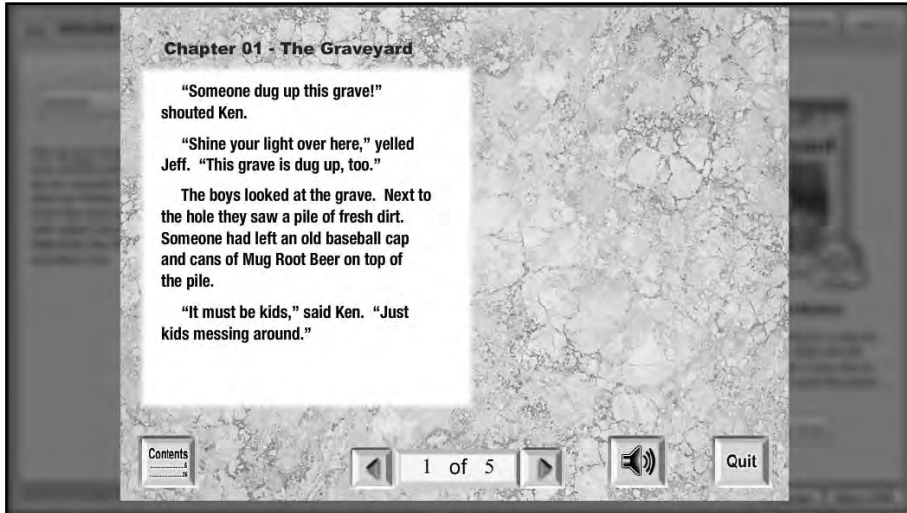 Chapter 01 - The Graveyard
“Someone dug up this grave!”
shouted Ken.
“Shine your light over here,” yelled
Jeff. “This grave is dug up, too.”
The boys looked at the grave. Next to
the hole they saw a pile of fresh dirt.
Someone had left an old baseball cap
and cans of Mug Root Beer on top of
the pile.
“It must be kids,” said Ken. “Just
kids messing around.”
Contents
1 of 5
Quit